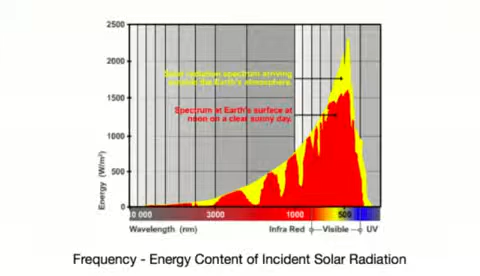 2500
2000
Solar radiation spectrum arriving
outside the Earth's atmosphere.
1500
Spectrum at Earth's surface at
noon on a clear sunny day.
1000
500
0
Energy (W/m²)
10 000 3000 1000 500
Wavelength (nm) Infra Red Visible UV
Frequency - Energy Content of Incident Solar Radiation